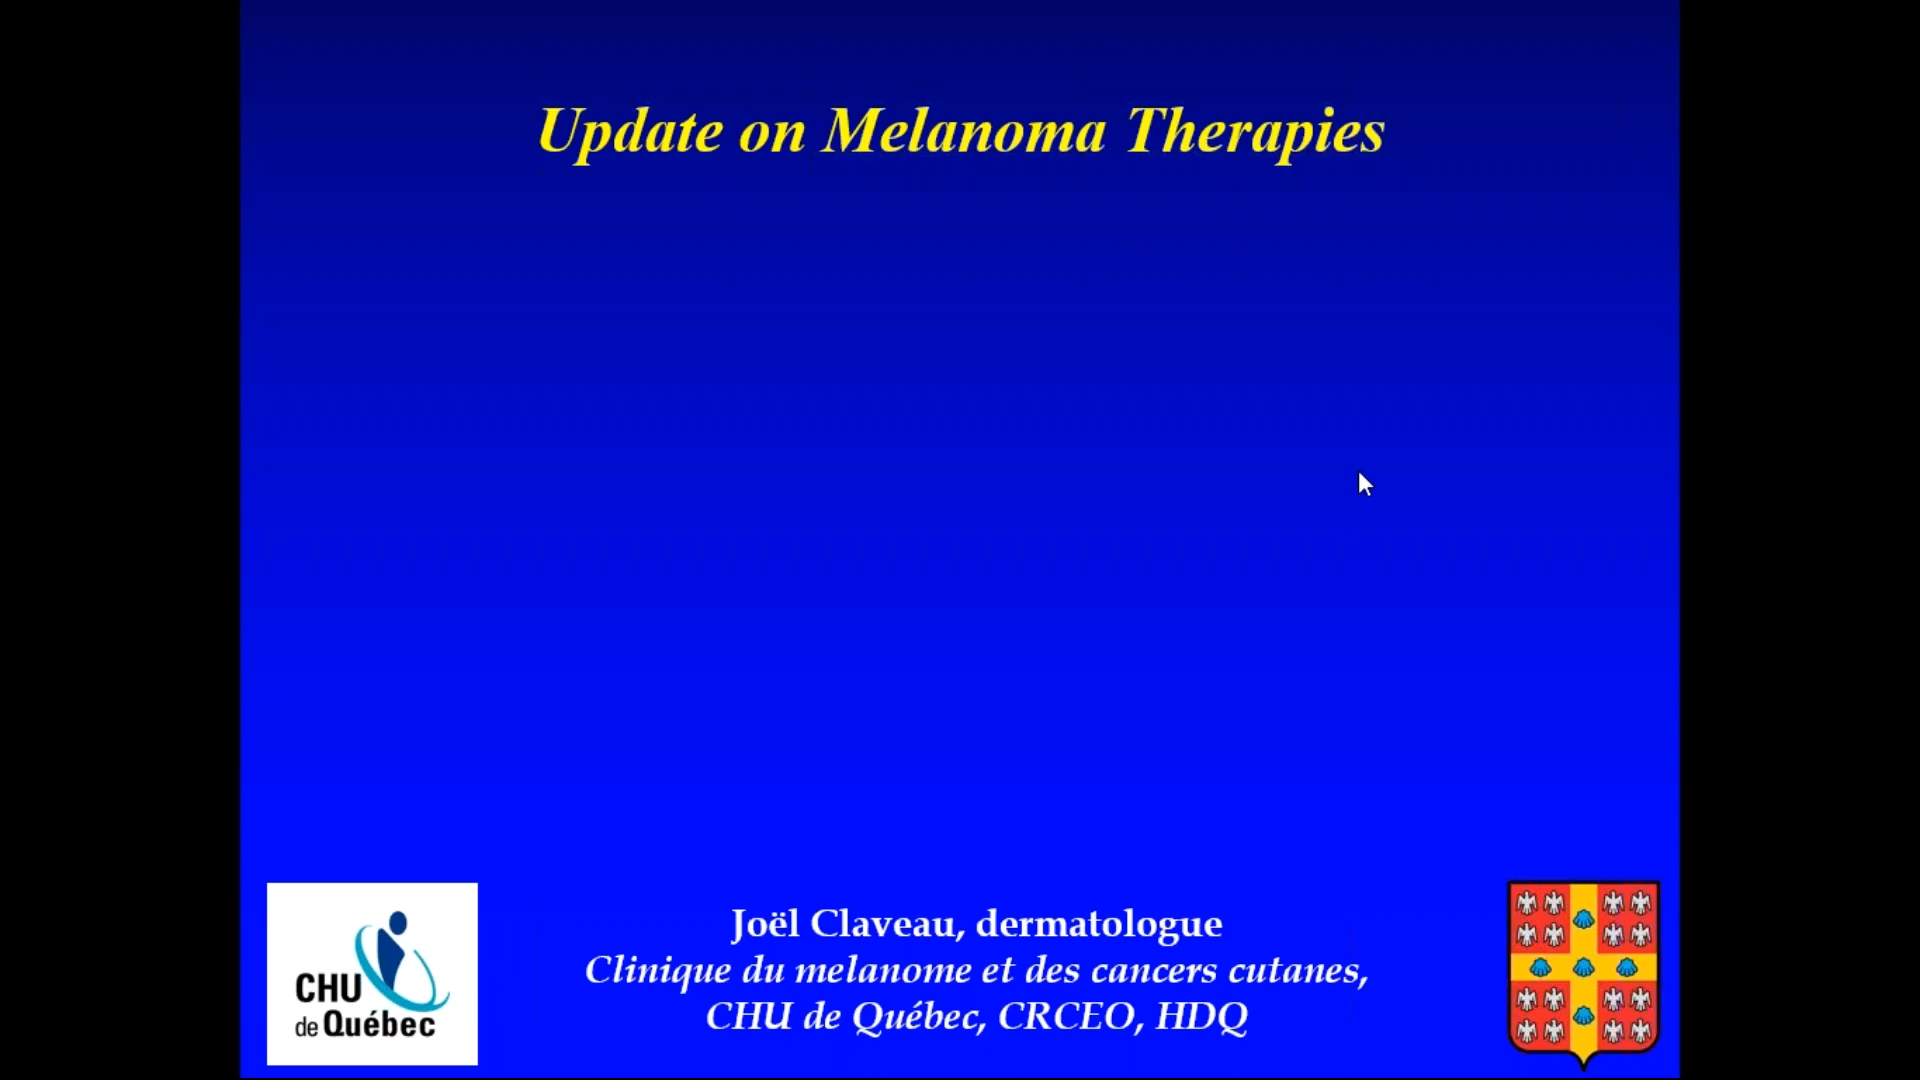 Update on Melanoma Therapies
Joël Claveau, dermatologue
Clinique du melanome et des cancers cutanes,
CHU de Québec, CRCEO, HDQ
CHU
de Québec